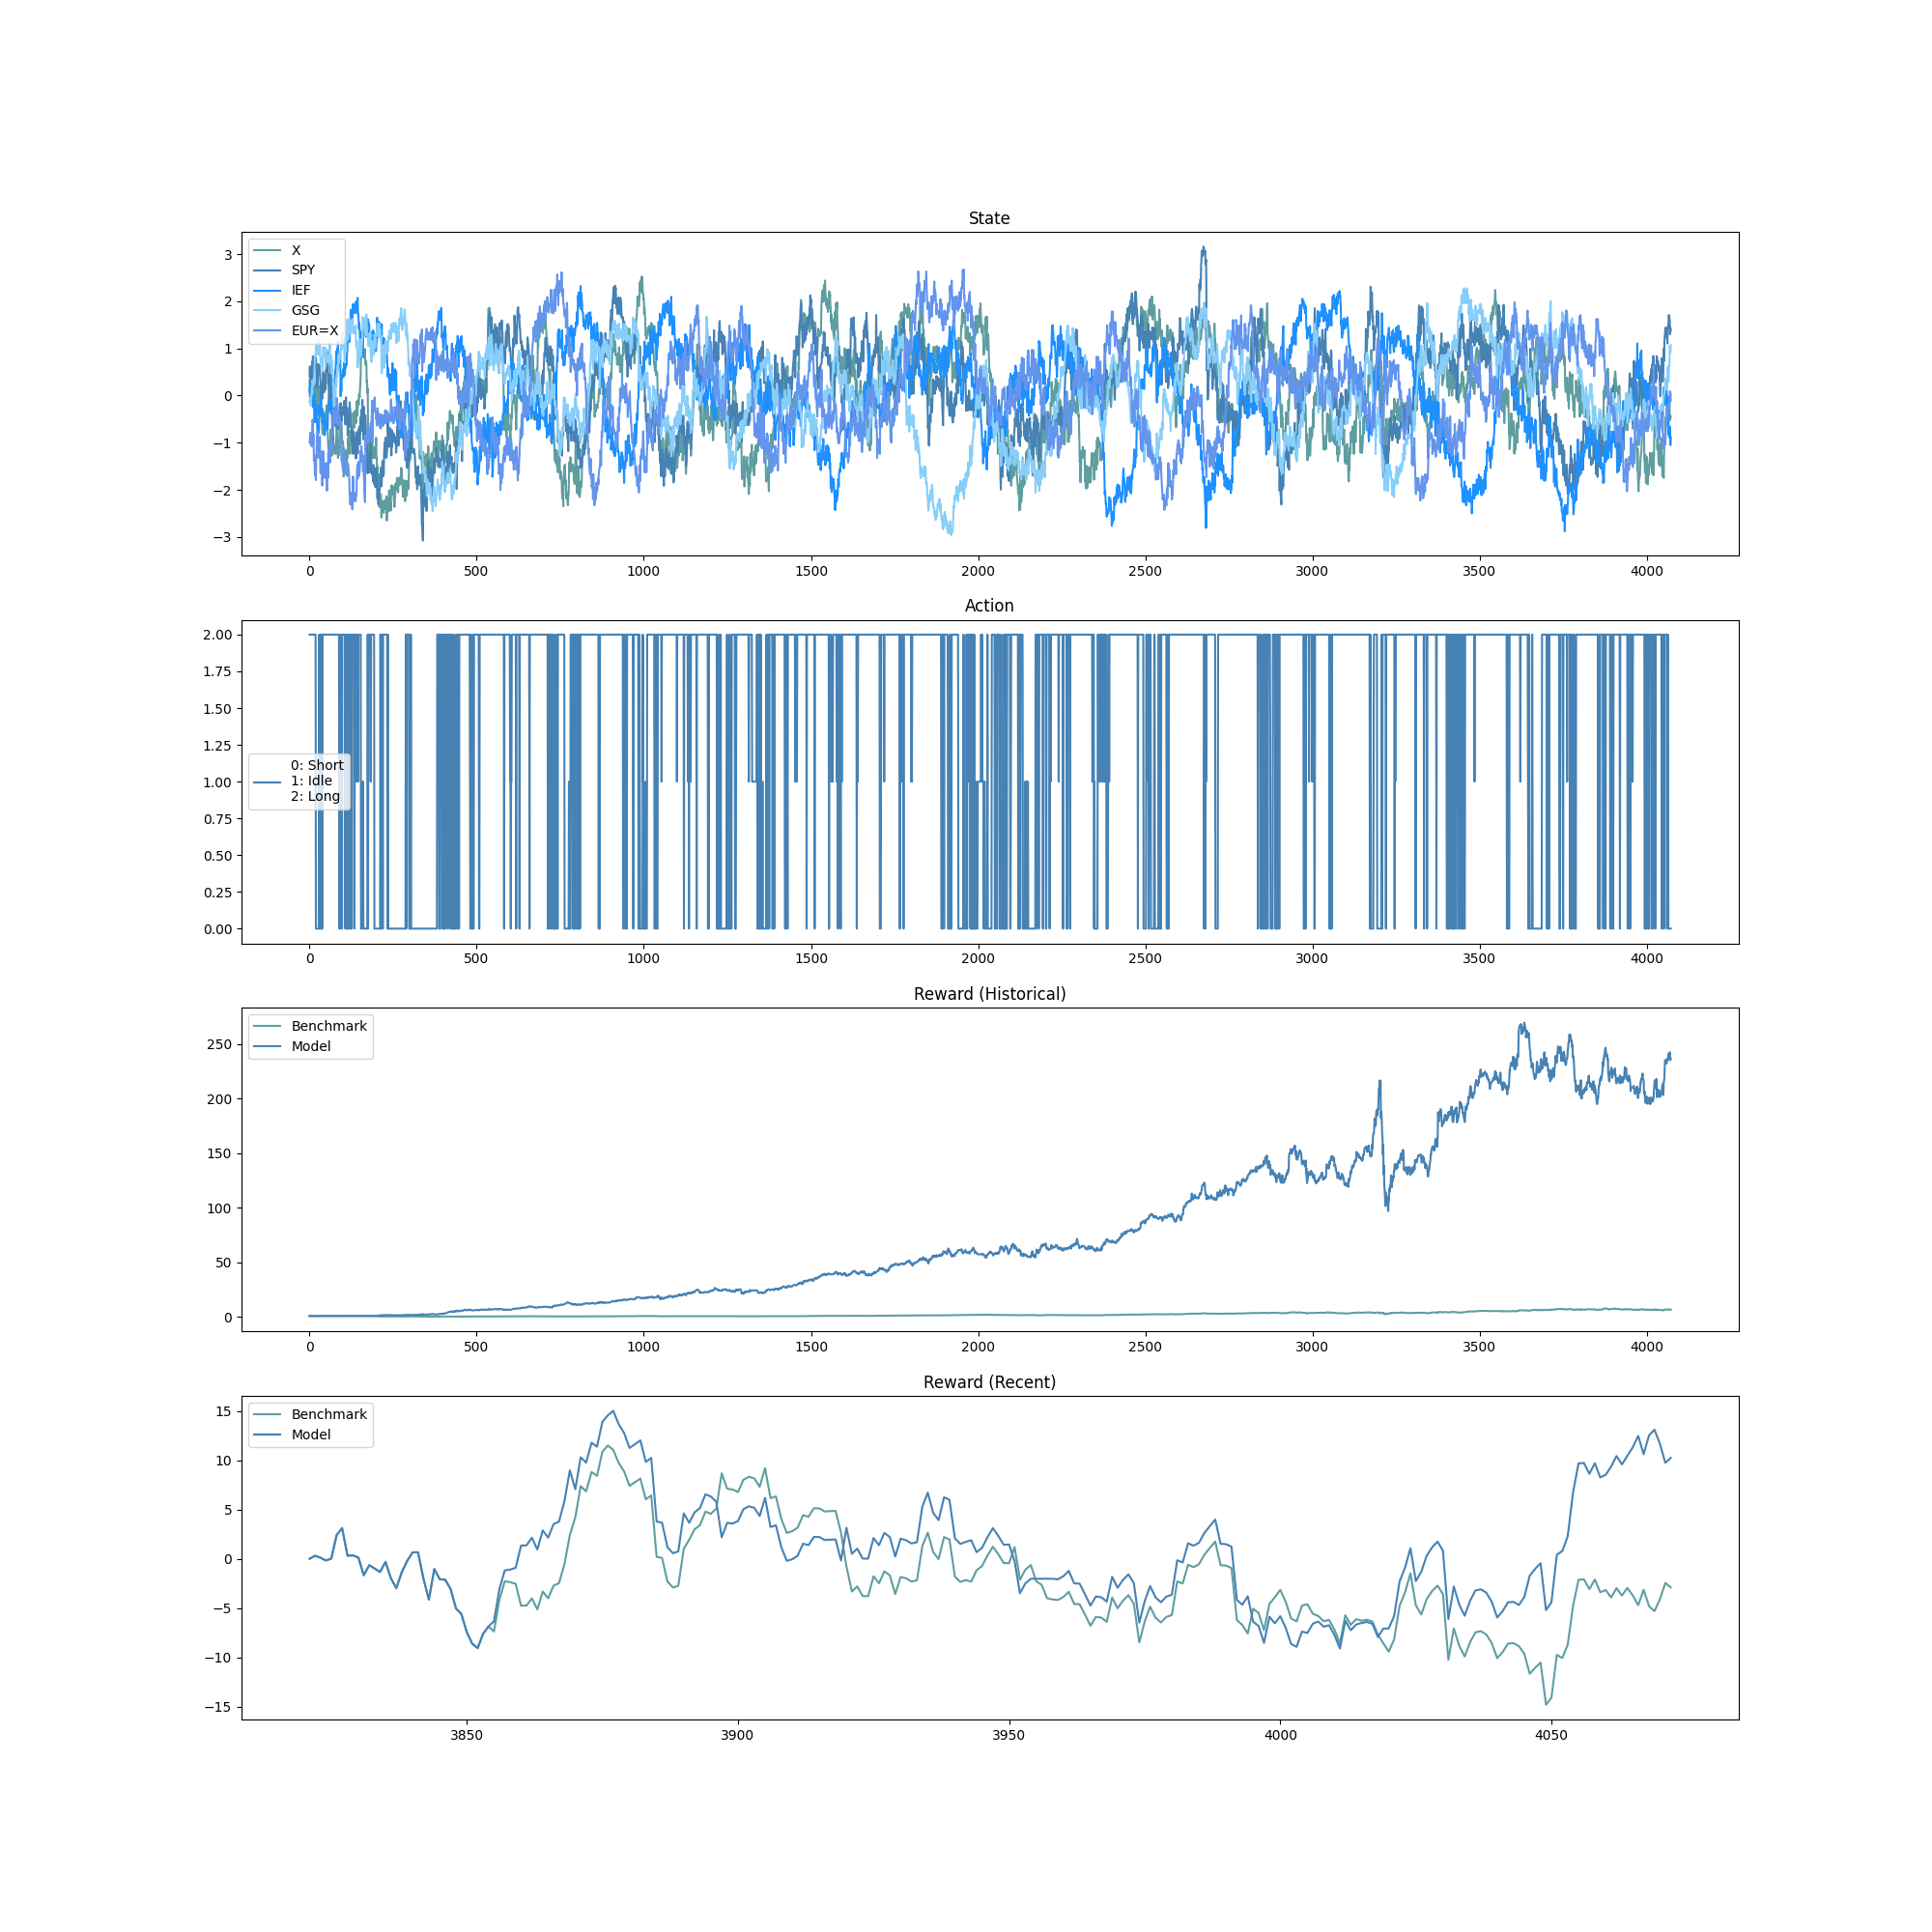 State
X
SPY
IEF
GSG
EUR=X
3
2
1
0
−1
−2
−3
0 500 1000 1500 2000 2500 3000 3500 4000
Action
2.00
1.75
1.50
1.25
1.00
0.75
0.50
0.25
0.00
0: Short
1: Idle
2: Long
0 500 1000 1500 2000 2500 3000 3500 4000
Reward (Historical)
Benchmark
Model
250
200
150
100
50
0
0 500 1000 1500 2000 2500 3000 3500 4000
Reward (Recent)
Benchmark
Model
15
10
5
0
−5
−10
−15
3850 3900 3950 4000 4050